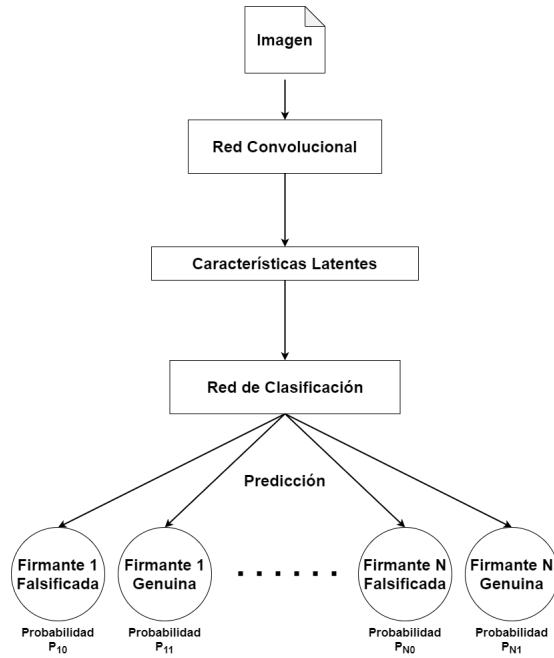 Imagen
Red Convolucional
Características Latentes
Red de Clasificación
Predicción
Firmante 1
Falsificada
Firmante 1
Genuina
Firmante N
Falsificada
Firmante N
Genuina
Probabilidad
P10
Probabilidad
P11
Probabilidad
PN0
Probabilidad
PN1